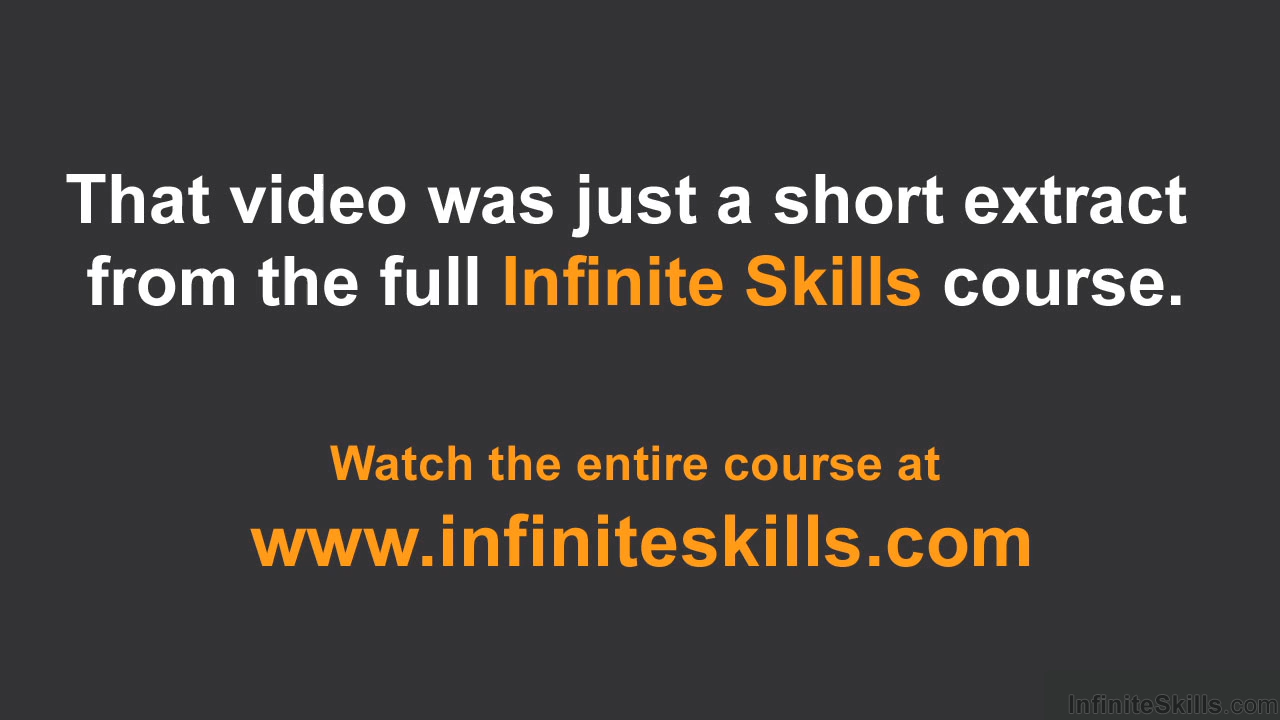 That video was just a short extract
from the full Infinite Skills course.
Watch the entire course at
www.infiniteskills.com
InfiniteSkills.com